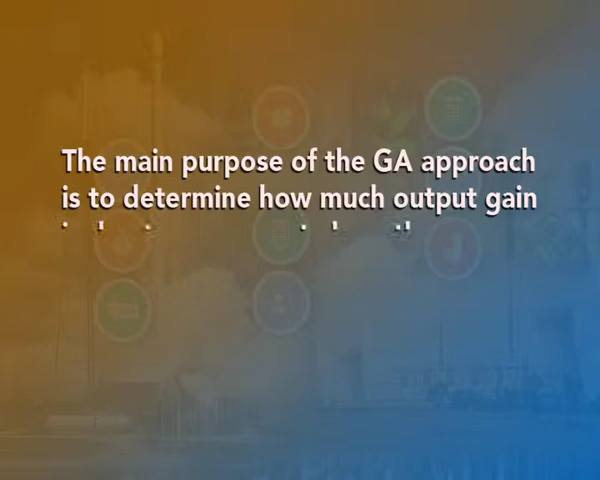 The main purpose of the GA approach
is to determine how much output gain